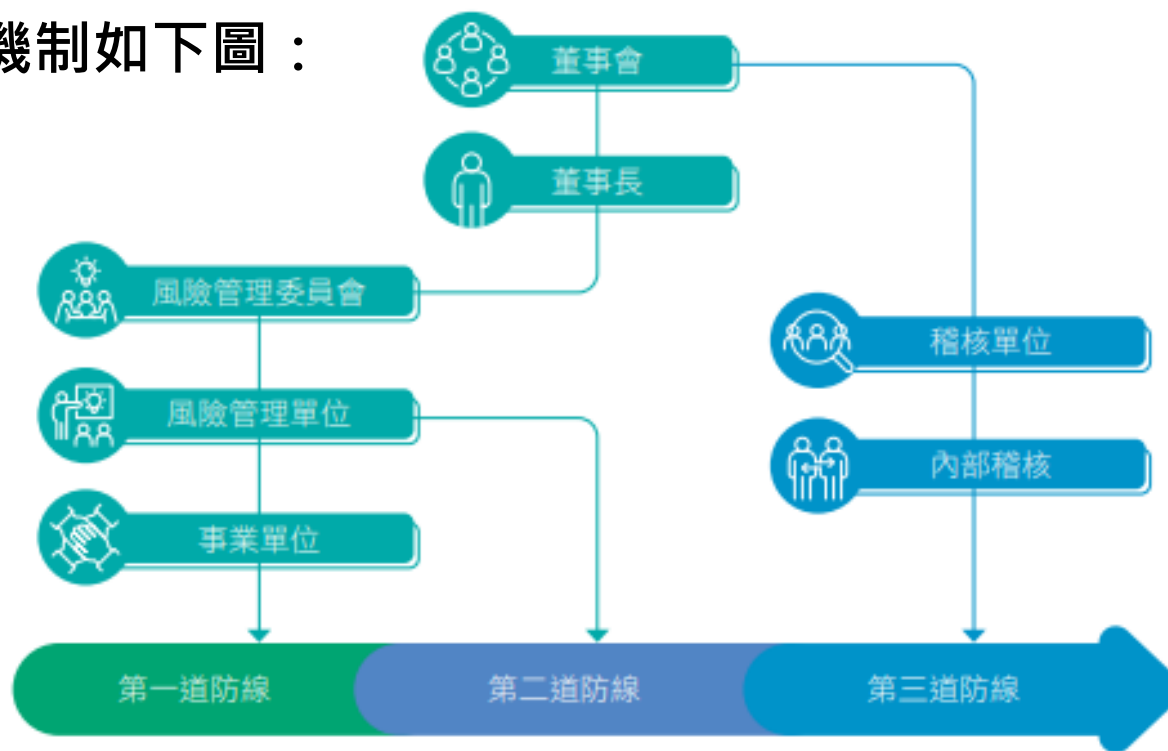 機制如下圖：
董事會
董事長
風險管理委員會
風險管理單位
事業單位
稽核單位
內部稽核
第一道防線
第二道防線
第三道防線